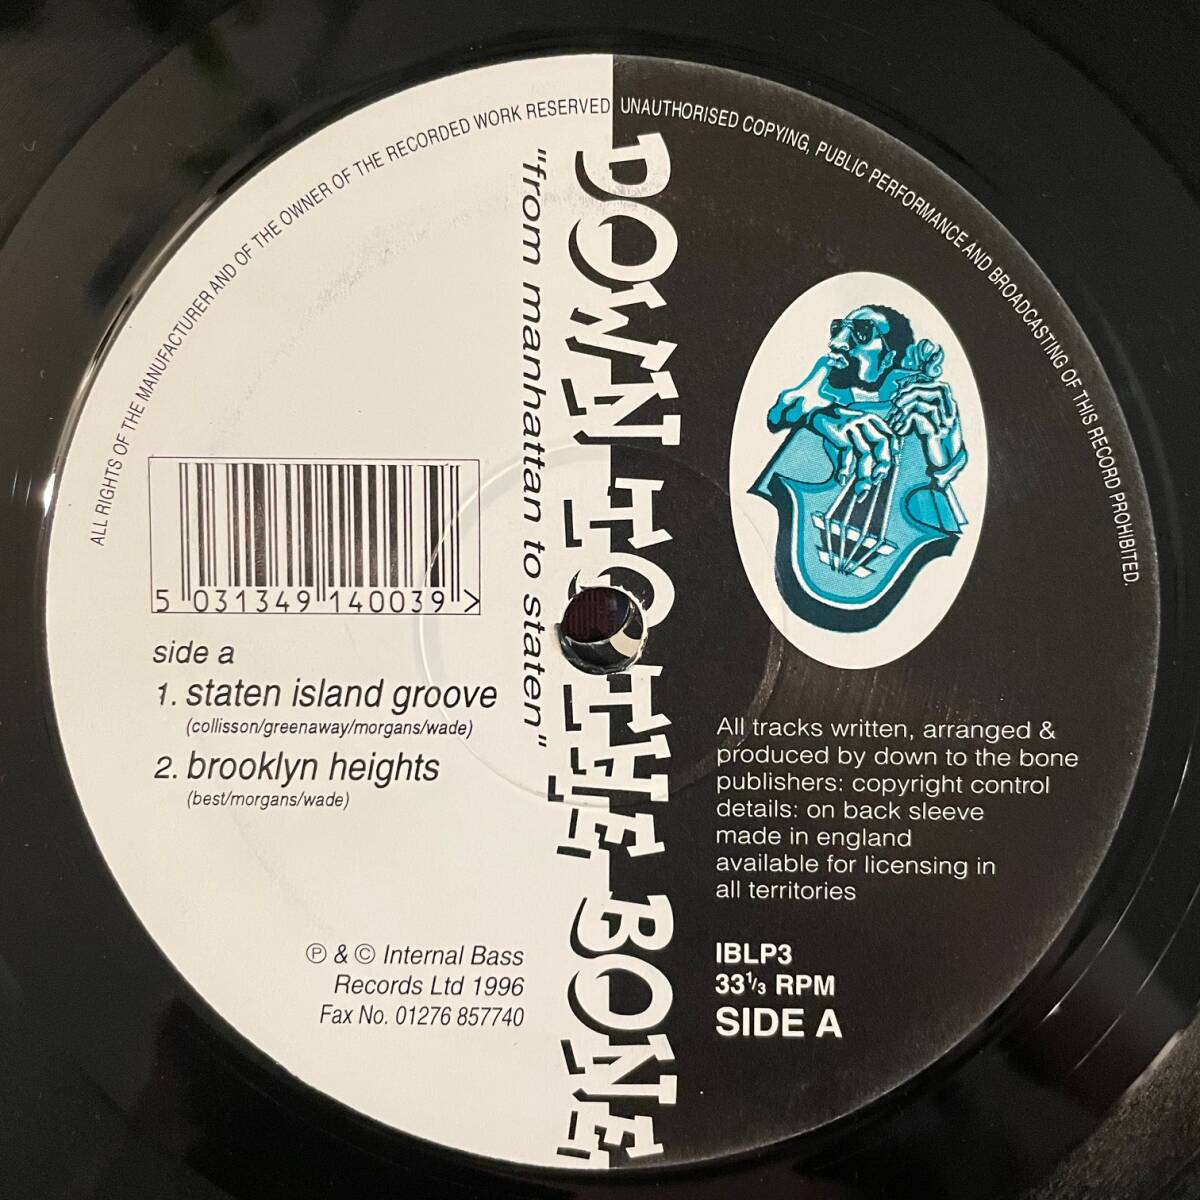 ALL RIGHTS OF THE MANUFACTURER AND OF THE OWNER OF THE RECORDED WORK RESERVED. UNAUTHORISED COPYING, PUBLIC PERFORMANCE AND BROADCASTING OF THIS RECORD PROHIBITED.
DOWN TO THE BONE
"from manhattan to staten"
5 031349 140039 >
side a
1. staten island groove
(collisson/greenaway/morgans/wade)
2. brooklyn heights
(best/morgans/wade)
℗ & © Internal Bass
Records Ltd 1996
Fax No. 01276 857740
All tracks written, arranged &
produced by down to the bone
publishers: copyright control
details: on back sleeve
made in england
available for licensing in
all territories
IBLP3
33 1/3 RPM
SIDE A